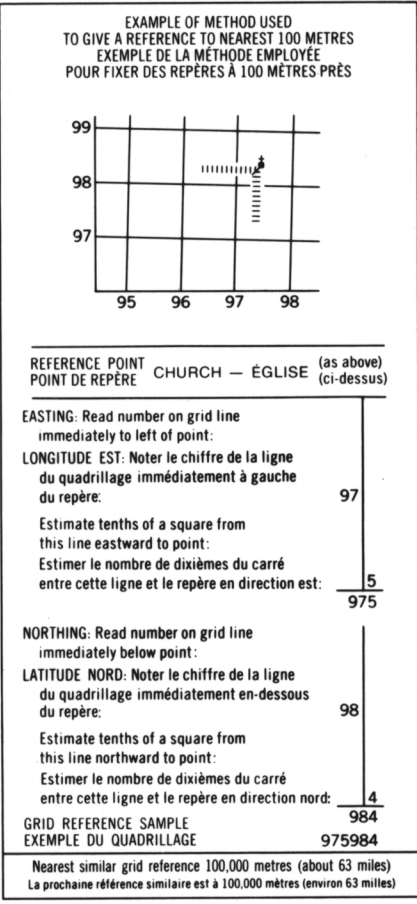 EXAMPLE OF METHOD USED
TO GIVE A REFERENCE TO NEAREST 100 METRES
EXEMPLE DE LA MÉTHODE EMPLOYÉE
POUR FIXER DES REPÈRES À 100 MÈTRES PRÈS
99
98
97
95 96 97 98
REFERENCE POINT
POINT DE REPÈRE
CHURCH — ÉGLISE
(as above)
(ci-dessus)
EASTING: Read number on grid line
immediately to left of point:
LONGITUDE EST: Noter le chiffre de la ligne
du quadrillage immédiatement à gauche
du repère: 97
Estimate tenths of a square from
this line eastward to point:
Estimer le nombre de dixièmes du carré
entre cette ligne et le repère en direction est: 5
975
NORTHING: Read number on grid line
immediately below point:
LATITUDE NORD: Noter le chiffre de la ligne
du quadrillage immédiatement en-dessous
du repère: 98
Estimate tenths of a square from
this line northward to point:
Estimer le nombre de dixièmes du carré
entre cette ligne et le repère en direction nord: 4
984
GRID REFERENCE SAMPLE
EXEMPLE DU QUADRILLAGE 975984
Nearest similar grid reference 100,000 metres (about 63 miles)
La prochaine référence similaire est à 100,000 mètres (environ 63 milles)